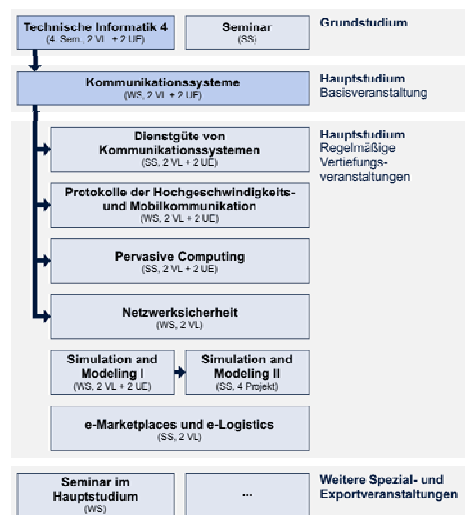 Technische Informatik 4
(4. Sem., 2 VL + 2 UE)
Seminar
(SS)
Grundstudium
Kommunikationssysteme
(WS, 2 VL + 2 UE)
Hauptstudium
Basisveranstaltung
Dienstgüte von
Kommunikationssystemen
(SS, 2 VL + 2 UE)
Hauptstudium
Regelmäßige
Vertiefungs-
veranstaltungen
Protokolle der Hochgeschwindigkeits-
und Mobilkommunikation
(WS, 2 VL + 2 UE)
Pervasive Computing
(SS, 2 VL + 2 UE)
Netzwerksicherheit
(WS, 2 VL)
Simulation and
Modeling I
(WS, 2 VL + 2 UE)
Simulation and
Modeling II
(SS, 4 Projekt)
e-Marketplaces und e-Logistics
(SS, 2 VL)
Seminar im
Hauptstudium
(WS)
...
Weitere Spezial- und
Exportveranstaltungen